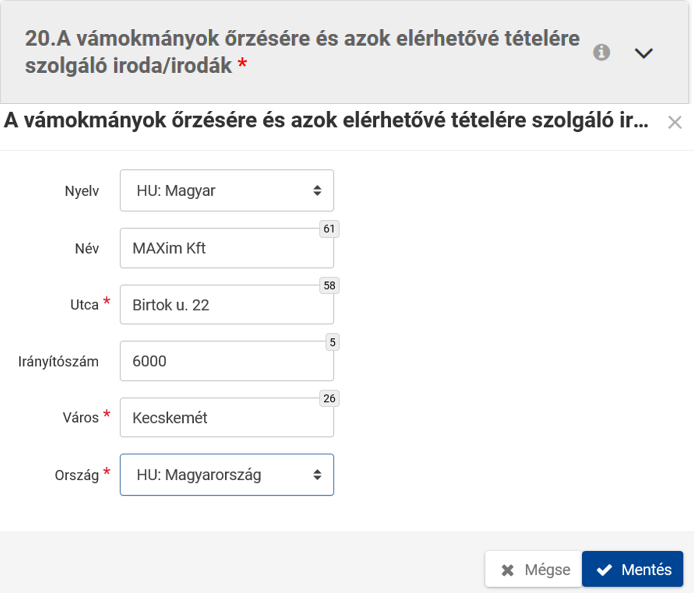 20.A vámokmányok őrzésére és azok elérhetővé tételére
szolgáló iroda/irodák *
A vámokmányok őrzésére és azok elérhetővé tételére szolgáló ir...
Nyelv
HU: Magyar
61
Név
MAXim Kft
58
Utca *
Birtok u. 22
5
Irányítószám
6000
26
Város *
Kecskemét
Ország *
HU: Magyarország
Mégse
Mentés